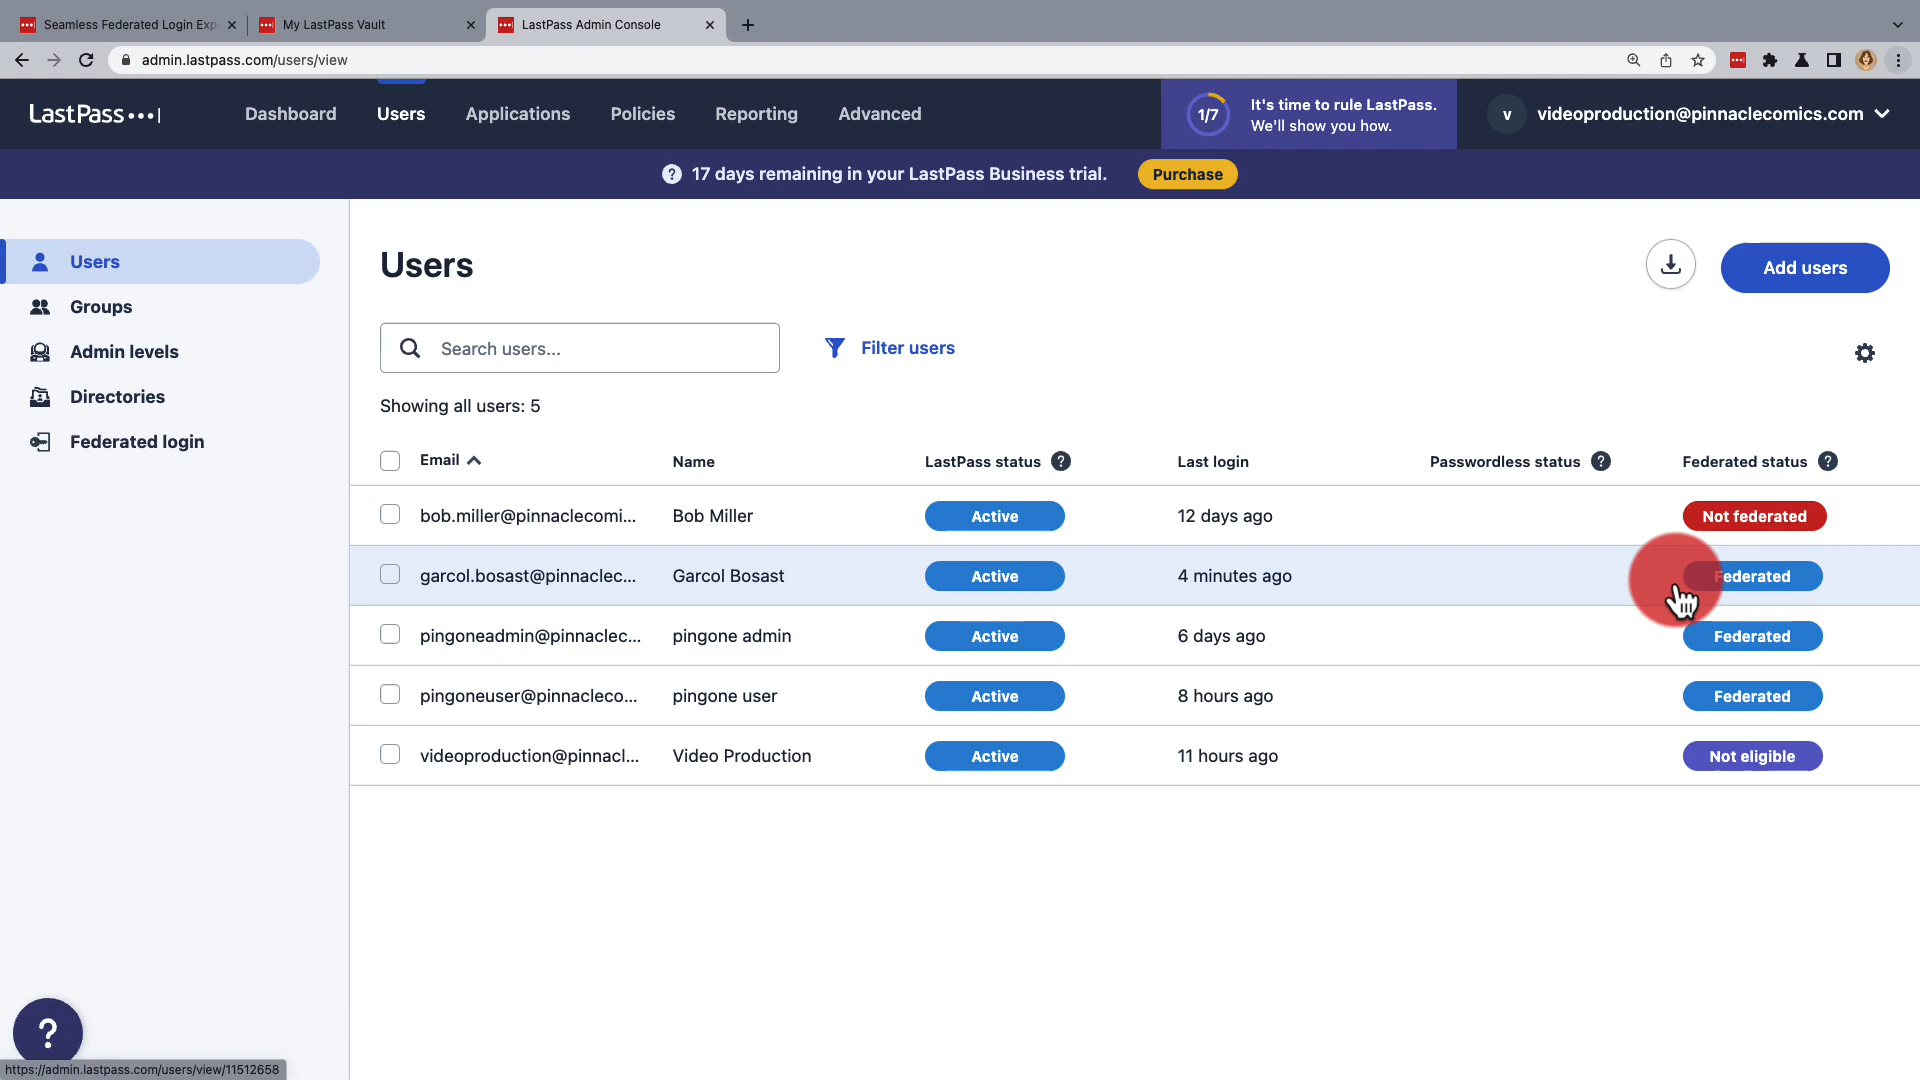 Seamless Federated Login Exp
My LastPass Vault
LastPass Admin Console
admin.lastpass.com/users/view
LastPass
Dashboard
Users
Applications
Policies
Reporting
Advanced
1/7
It's time to rule LastPass.
We'll show you how.
v
videoproduction@pinnaclecomics.com
? 17 days remaining in your LastPass Business trial.
Purchase
Users
Groups
Admin levels
Directories
Federated login
Users
Add users
Search users...
Filter users
Showing all users: 5
Email Name LastPass status ? Last login Passwordless status ? Federated status ?
bob.miller@pinnaclecomi... Bob Miller Active 12 days ago Not federated
garcol.bosast@pinnaclec... Garcol Bosast Active 4 minutes ago Federated
pingoneadmin@pinnaclec... pingone admin Active 6 days ago Federated
pingoneuser@pinnacleco... pingone user Active 8 hours ago Federated
videoproduction@pinnacl... Video Production Active 11 hours ago Not eligible
?
https://admin.lastpass.com/users/view/11512658